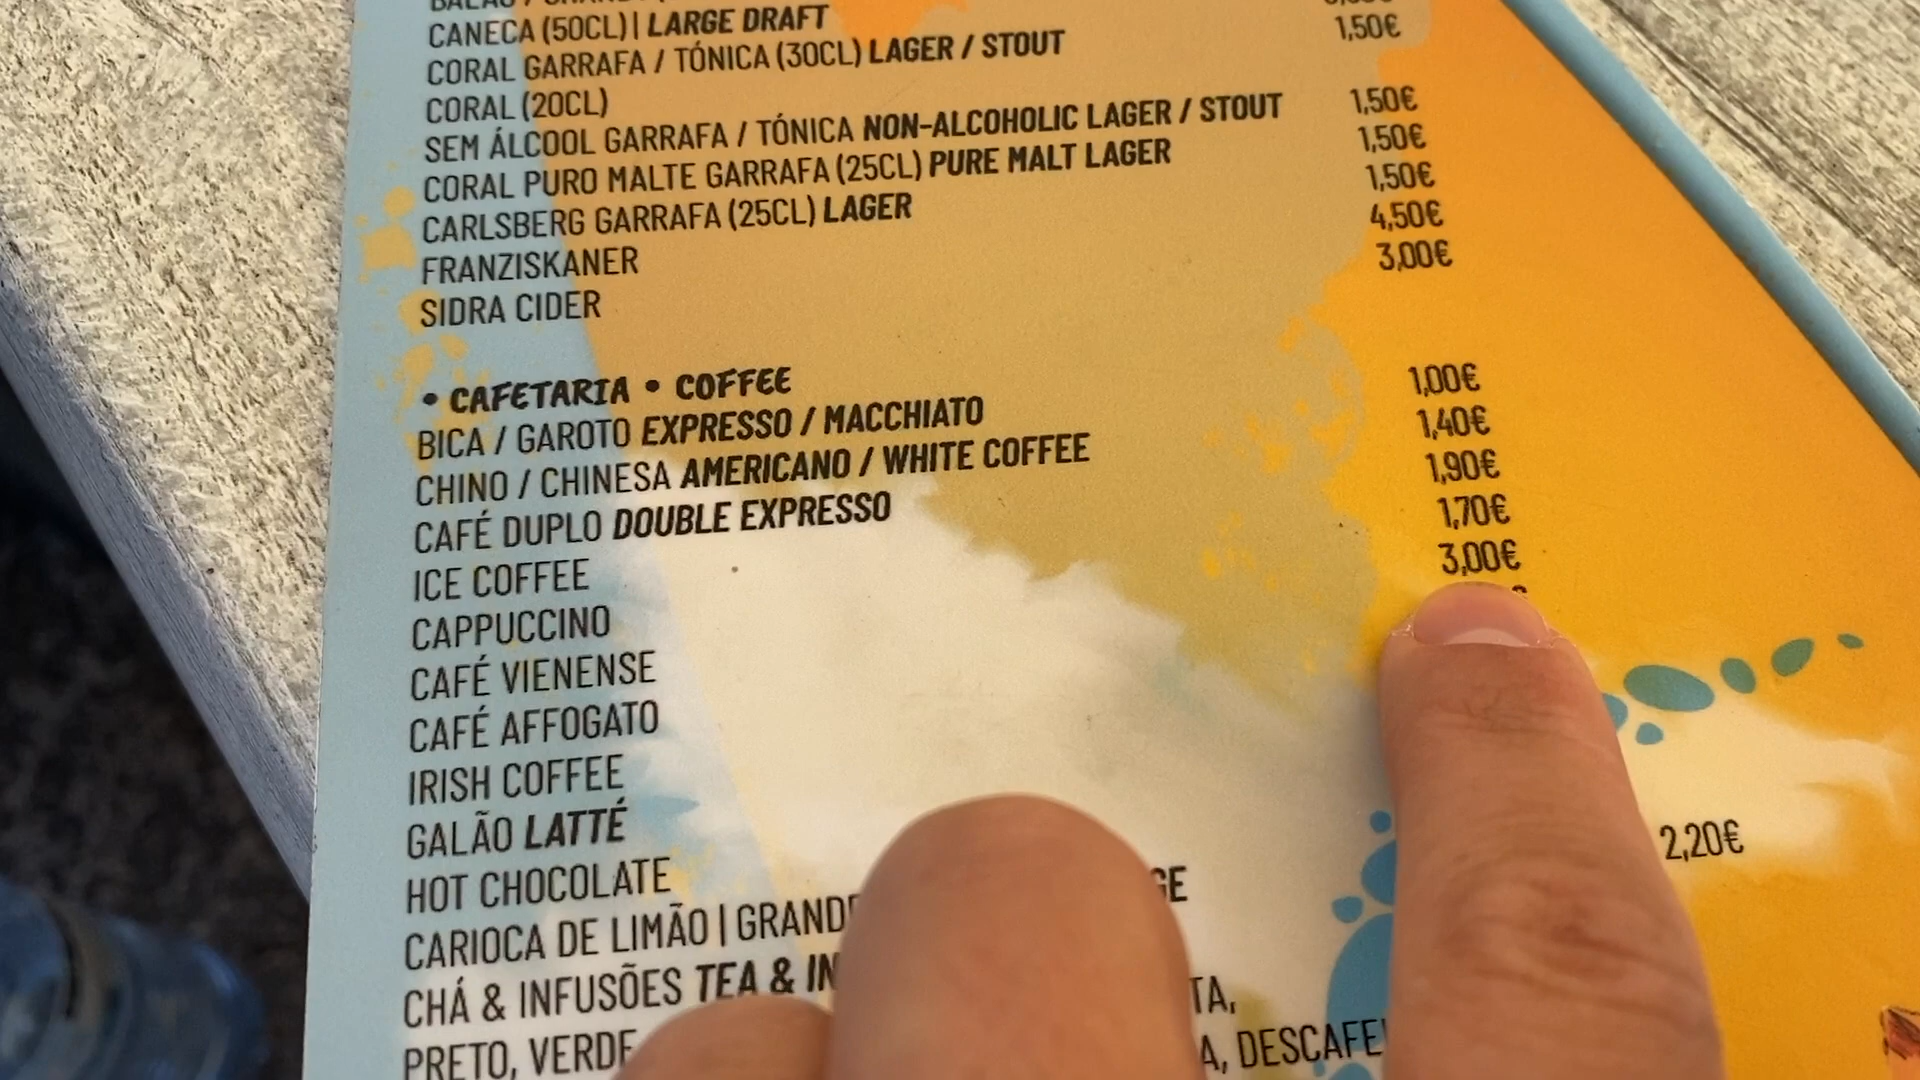 CANECA (50CL) | LARGE DRAFT
CORAL GARRAFA / TÓNICA (30CL) LAGER / STOUT 1,50€
CORAL (20CL)
SEM ÁLCOOL GARRAFA / TÓNICA NON-ALCOHOLIC LAGER / STOUT 1,50€
CORAL PURO MALTE GARRAFA (25CL) PURE MALT LAGER 1,50€
CARLSBERG GARRAFA (25CL) LAGER 1,50€
FRANZISKANER 4,50€
SIDRA CIDER 3,00€
• CAFETARIA • COFFEE
BICA / GAROTO EXPRESSO / MACCHIATO 1,00€
CHINO / CHINESA AMERICANO / WHITE COFFEE 1,40€
CAFÉ DUPLO DOUBLE EXPRESSO 1,90€
ICE COFFEE 1,70€
CAPPUCCINO 3,00€
CAFÉ VIENENSE
CAFÉ AFFOGATO
IRISH COFFEE
GALÃO LATTÉ
HOT CHOCOLATE 2,20€
CARIOCA DE LIMÃO |
CHÁ & INFUSÕES TEA &
PRETO, VERDE